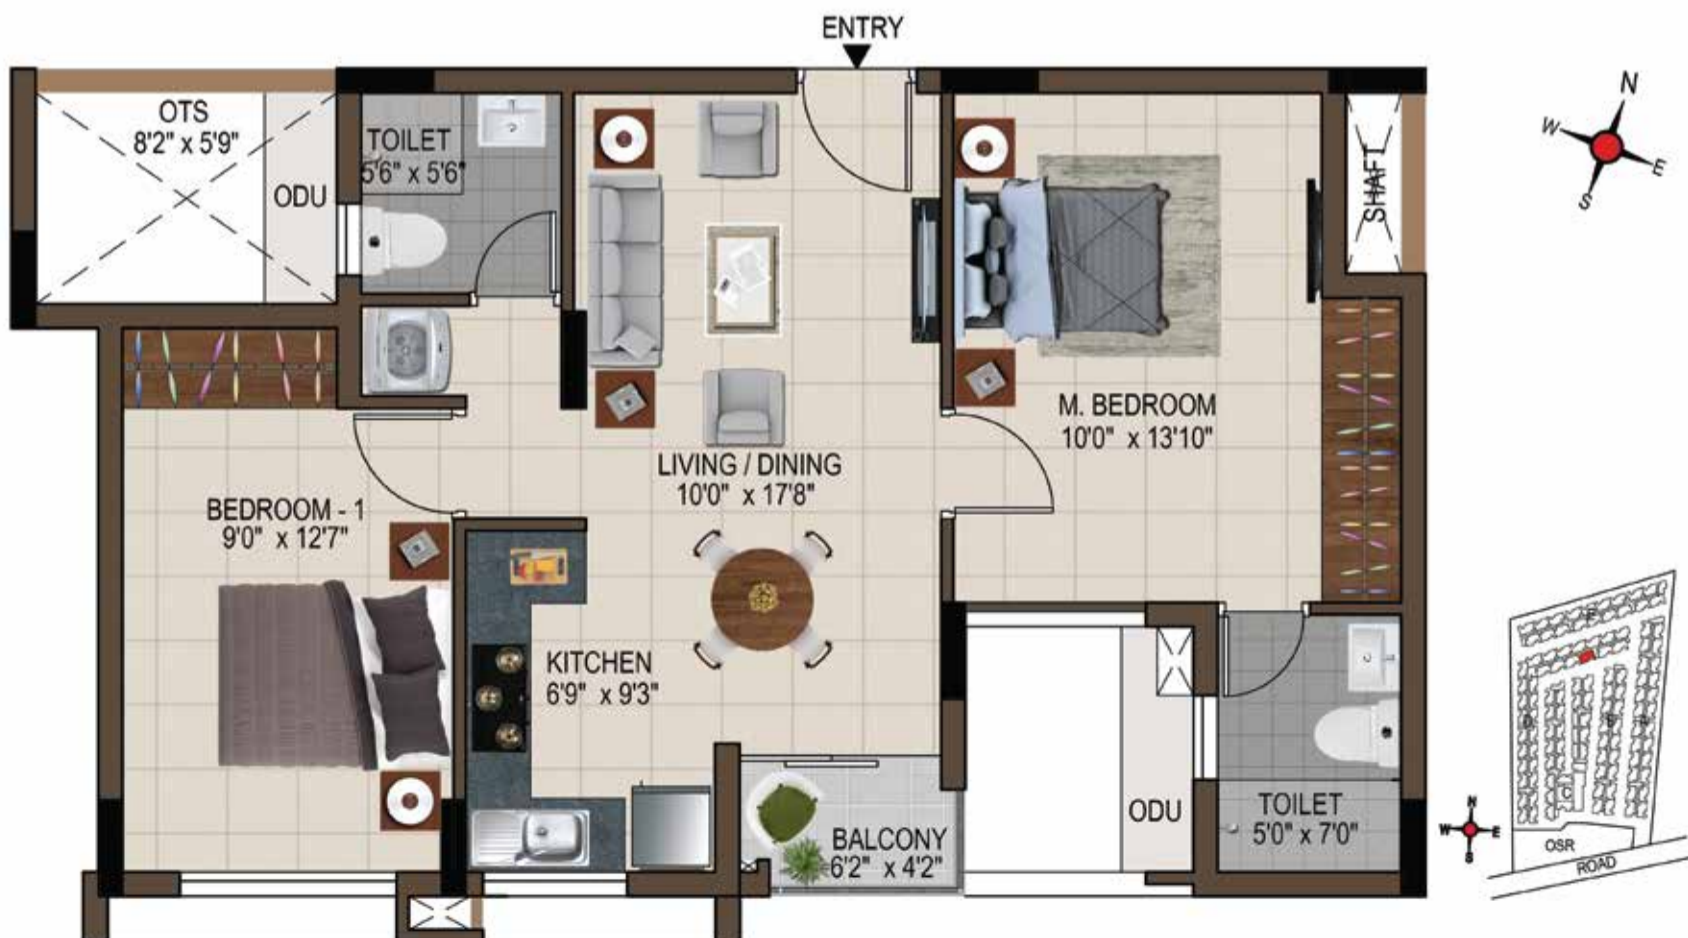 ENTRY
OTS
8'2" x 5'9"
ODU
TOILET
5'6" x 5'6"
SHAFT
N
W
E
S
M. BEDROOM
10'0" x 13'10"
LIVING / DINING
10'0" x 17'8"
BEDROOM - 1
9'0" x 12'7"
KITCHEN
6'9" x 9'3"
BALCONY
6'2" x 4'2"
ODU
TOILET
5'0" x 7'0"
N
W
E
S
OSR
ROAD